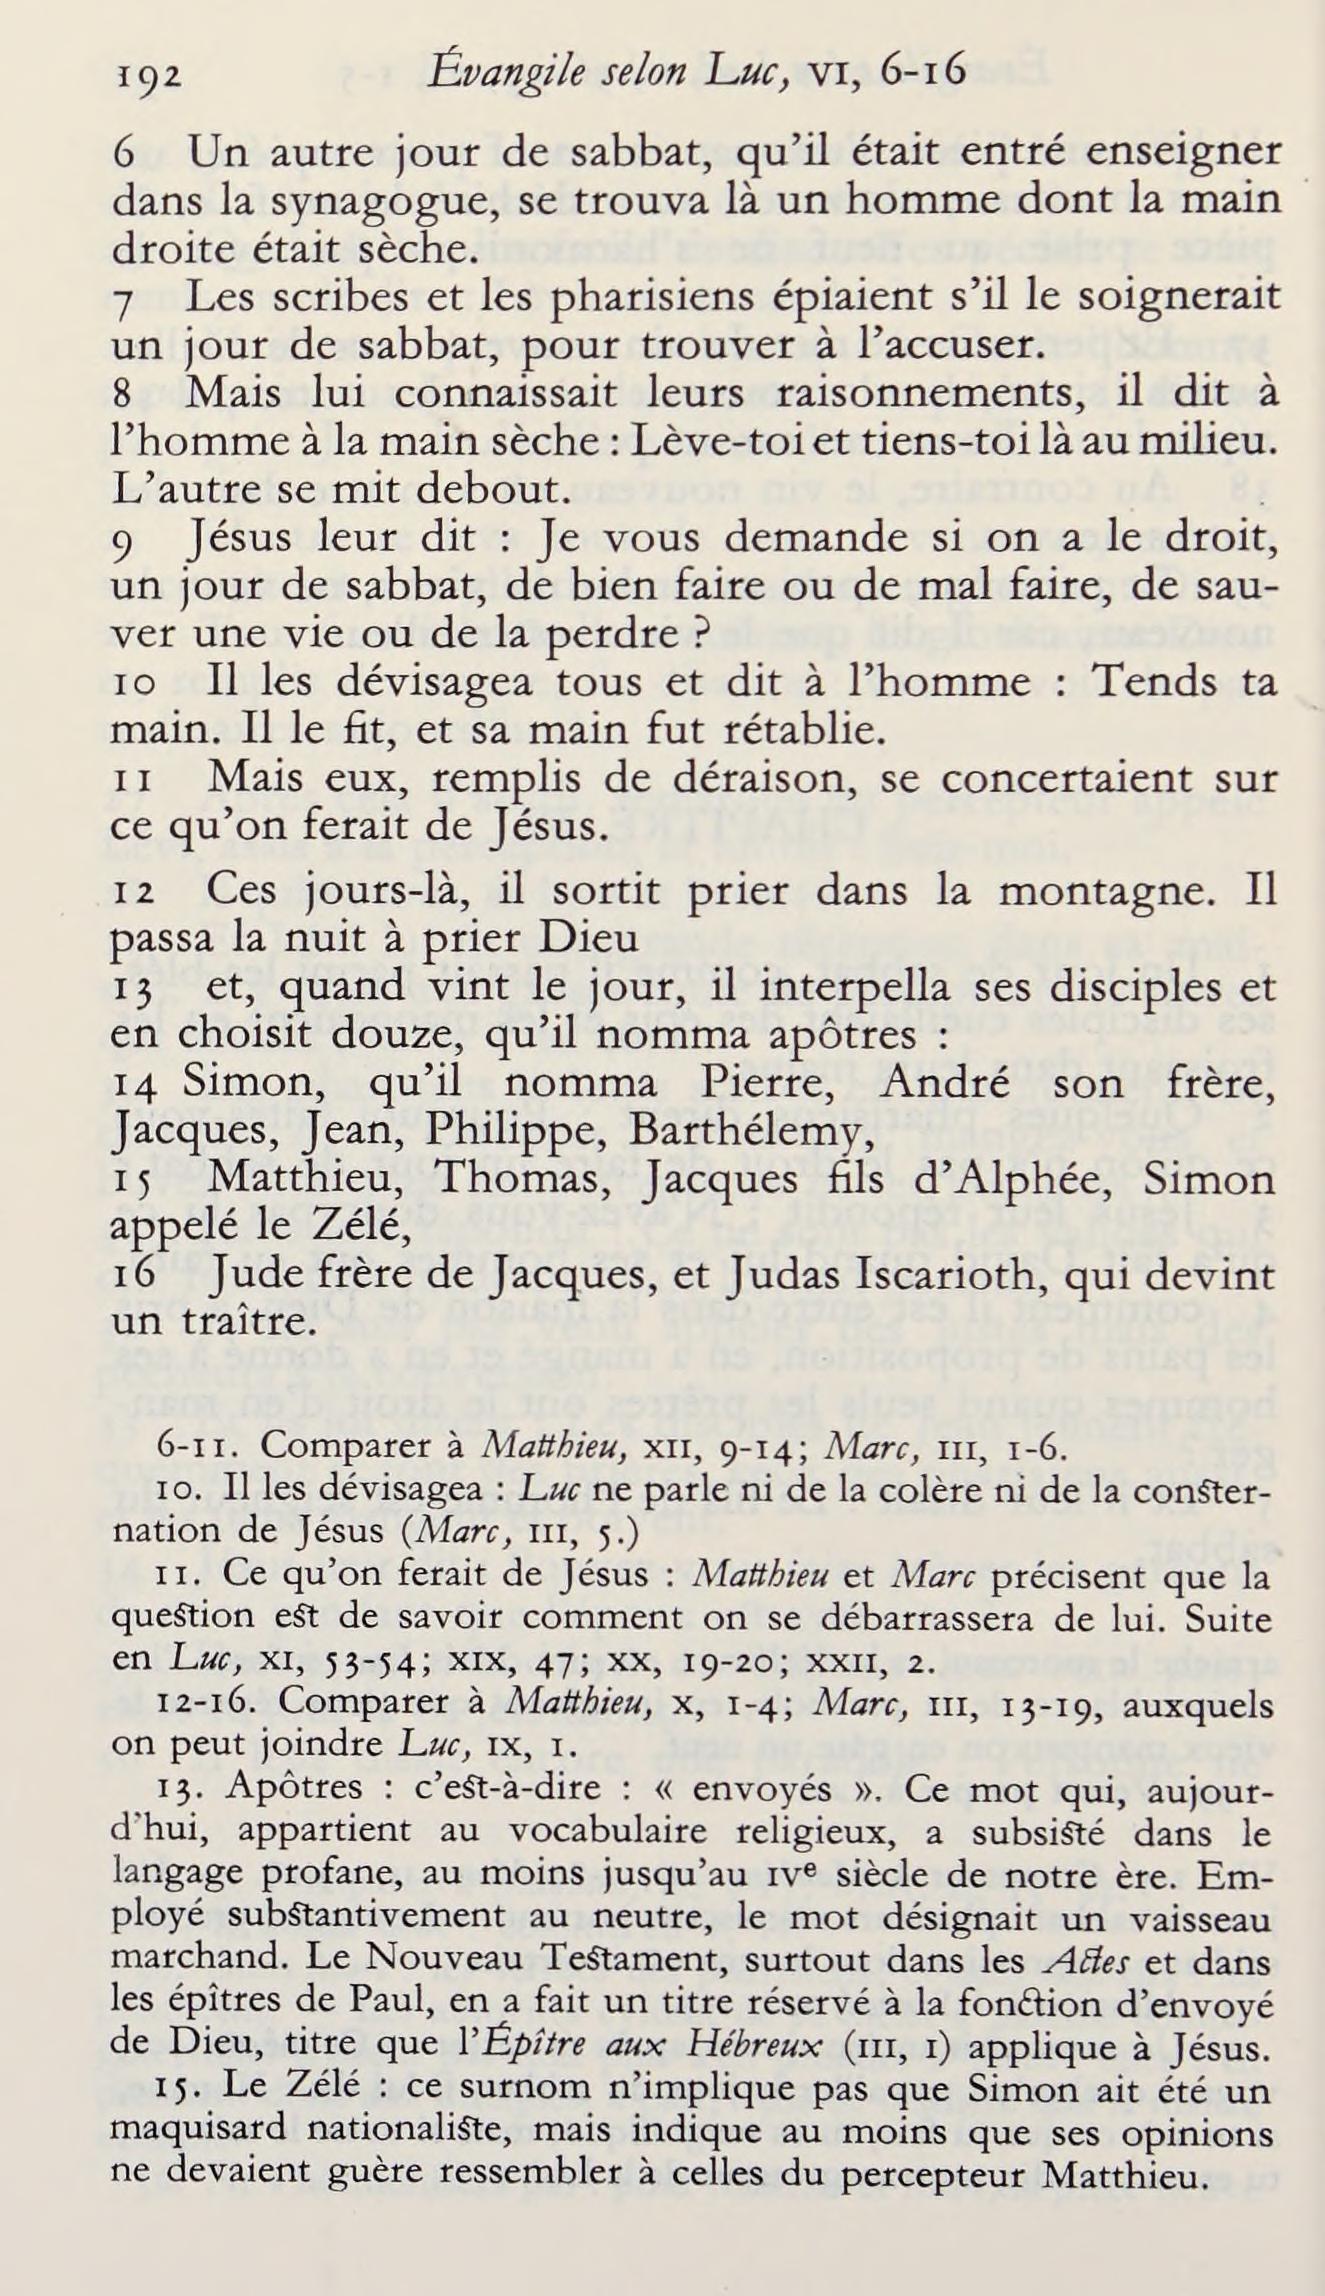 192 Évangile selon Luc, VI, 6-16
6 Un autre jour de sabbat, qu'il était entré enseigner
dans la synagogue, se trouva là un homme dont la main
droite était sèche.
7 Les scribes et les pharisiens épiaient s'il le soignerait
un jour de sabbat, pour trouver à l'accuser.
8 Mais lui connaissait leurs raisonnements, il dit à
l'homme à la main sèche : Lève-toi et tiens-toi là au milieu.
L'autre se mit debout.
9 Jésus leur dit : Je vous demande si on a le droit,
un jour de sabbat, de bien faire ou de mal faire, de sau-
ver une vie ou de la perdre ?
10 Il les dévisagea tous et dit à l'homme : Tends ta
main. Il le fit, et sa main fut rétablie.
11 Mais eux, remplis de déraison, se concertaient sur
ce qu'on ferait de Jésus.
12 Ces jours-là, il sortit prier dans la montagne. Il
passa la nuit à prier Dieu
13 et, quand vint le jour, il interpella ses disciples et
en choisit douze, qu'il nomma apôtres :
14 Simon, qu'il nomma Pierre, André son frère,
Jacques, Jean, Philippe, Barthélemy,
15 Matthieu, Thomas, Jacques fils d'Alphée, Simon
appelé le Zélé,
16 Jude frère de Jacques, et Judas Iscarioth, qui devint
un traître.
6-11. Comparer à Matthieu, XII, 9-14; Marc, III, 1-6.
10. Il les dévisagea : Luc ne parle ni de la colère ni de la conster-
nation de Jésus (Marc, III, 5.)
11. Ce qu'on ferait de Jésus : Matthieu et Marc précisent que la
question est de savoir comment on se débarrassera de lui. Suite
en Luc, XI, 53-54; XIX, 47; XX, 19-20; XXII, 2.
12-16. Comparer à Matthieu, X, 1-4; Marc, III, 13-19, auxquels
on peut joindre Luc, IX, 1.
13. Apôtres : c'est-à-dire : « envoyés ». Ce mot qui, aujour-
d'hui, appartient au vocabulaire religieux, a subsisté dans le
langage profane, au moins jusqu'au IVe siècle de notre ère. Em-
ployé substantivement au neutre, le mot désignait un vaisseau
marchand. Le Nouveau Testament, surtout dans les Actes et dans
les épîtres de Paul, en a fait un titre réservé à la fonction d'envoyé
de Dieu, titre que l'Épître aux Hébreux (III, 1) applique à Jésus.
15. Le Zélé : ce surnom n'implique pas que Simon ait été un
maquisard nationaliste, mais indique au moins que ses opinions
ne devaient guère ressembler à celles du percepteur Matthieu.